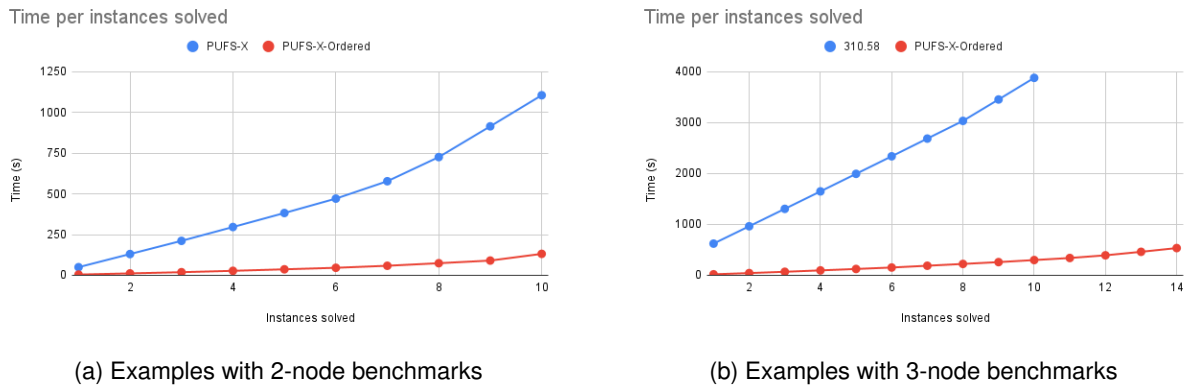 Time per instances solved
PUFS-X PUFS-X-Ordered
1250
1000
750
500
250
0
Time (s)
2 4 6 8 10
Instances solved
(a) Examples with 2-node benchmarks
Time per instances solved
310.58 PUFS-X-Ordered
4000
3000
2000
1000
0
Time (s)
2 4 6 8 10 12 14
Instances solved
(b) Examples with 3-node benchmarks